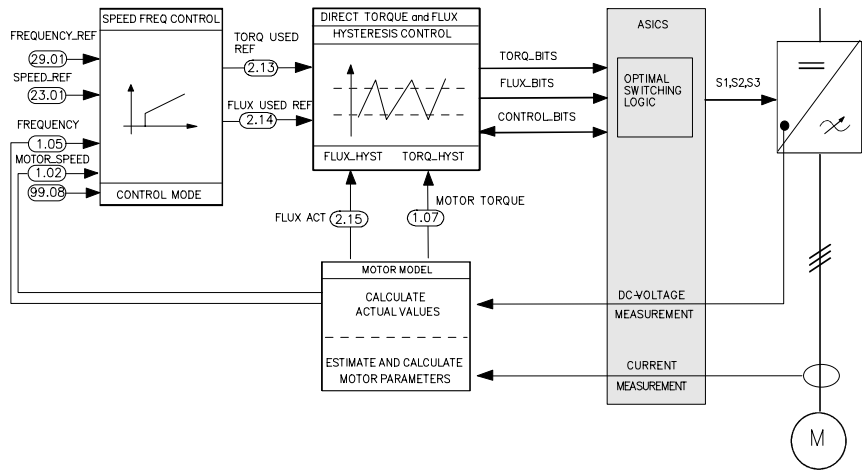 SPEED FREQ CONTROL
FREQUENCY_REF
29.01
SPEED_REF
23.01
FREQUENCY
1.05
MOTOR_SPEED
1.02
99.08
CONTROL MODE
TORQ USED
REF
2.13
FLUX USED REF
2.14
DIRECT TORQUE and FLUX
HYSTERESIS CONTROL
FLUX_HYST TORQ_HYST
TORQ_BITS
FLUX_BITS
CONTROL_BITS
ASICS
OPTIMAL
SWITCHING
LOGIC
S1,S2,S3
FLUX ACT 2.15
1.07
MOTOR TORQUE
MOTOR MODEL
CALCULATE
ACTUAL VALUES
ESTIMATE AND CALCULATE
MOTOR PARAMETERS
DC-VOLTAGE
MEASUREMENT
CURRENT
MEASUREMENT
M